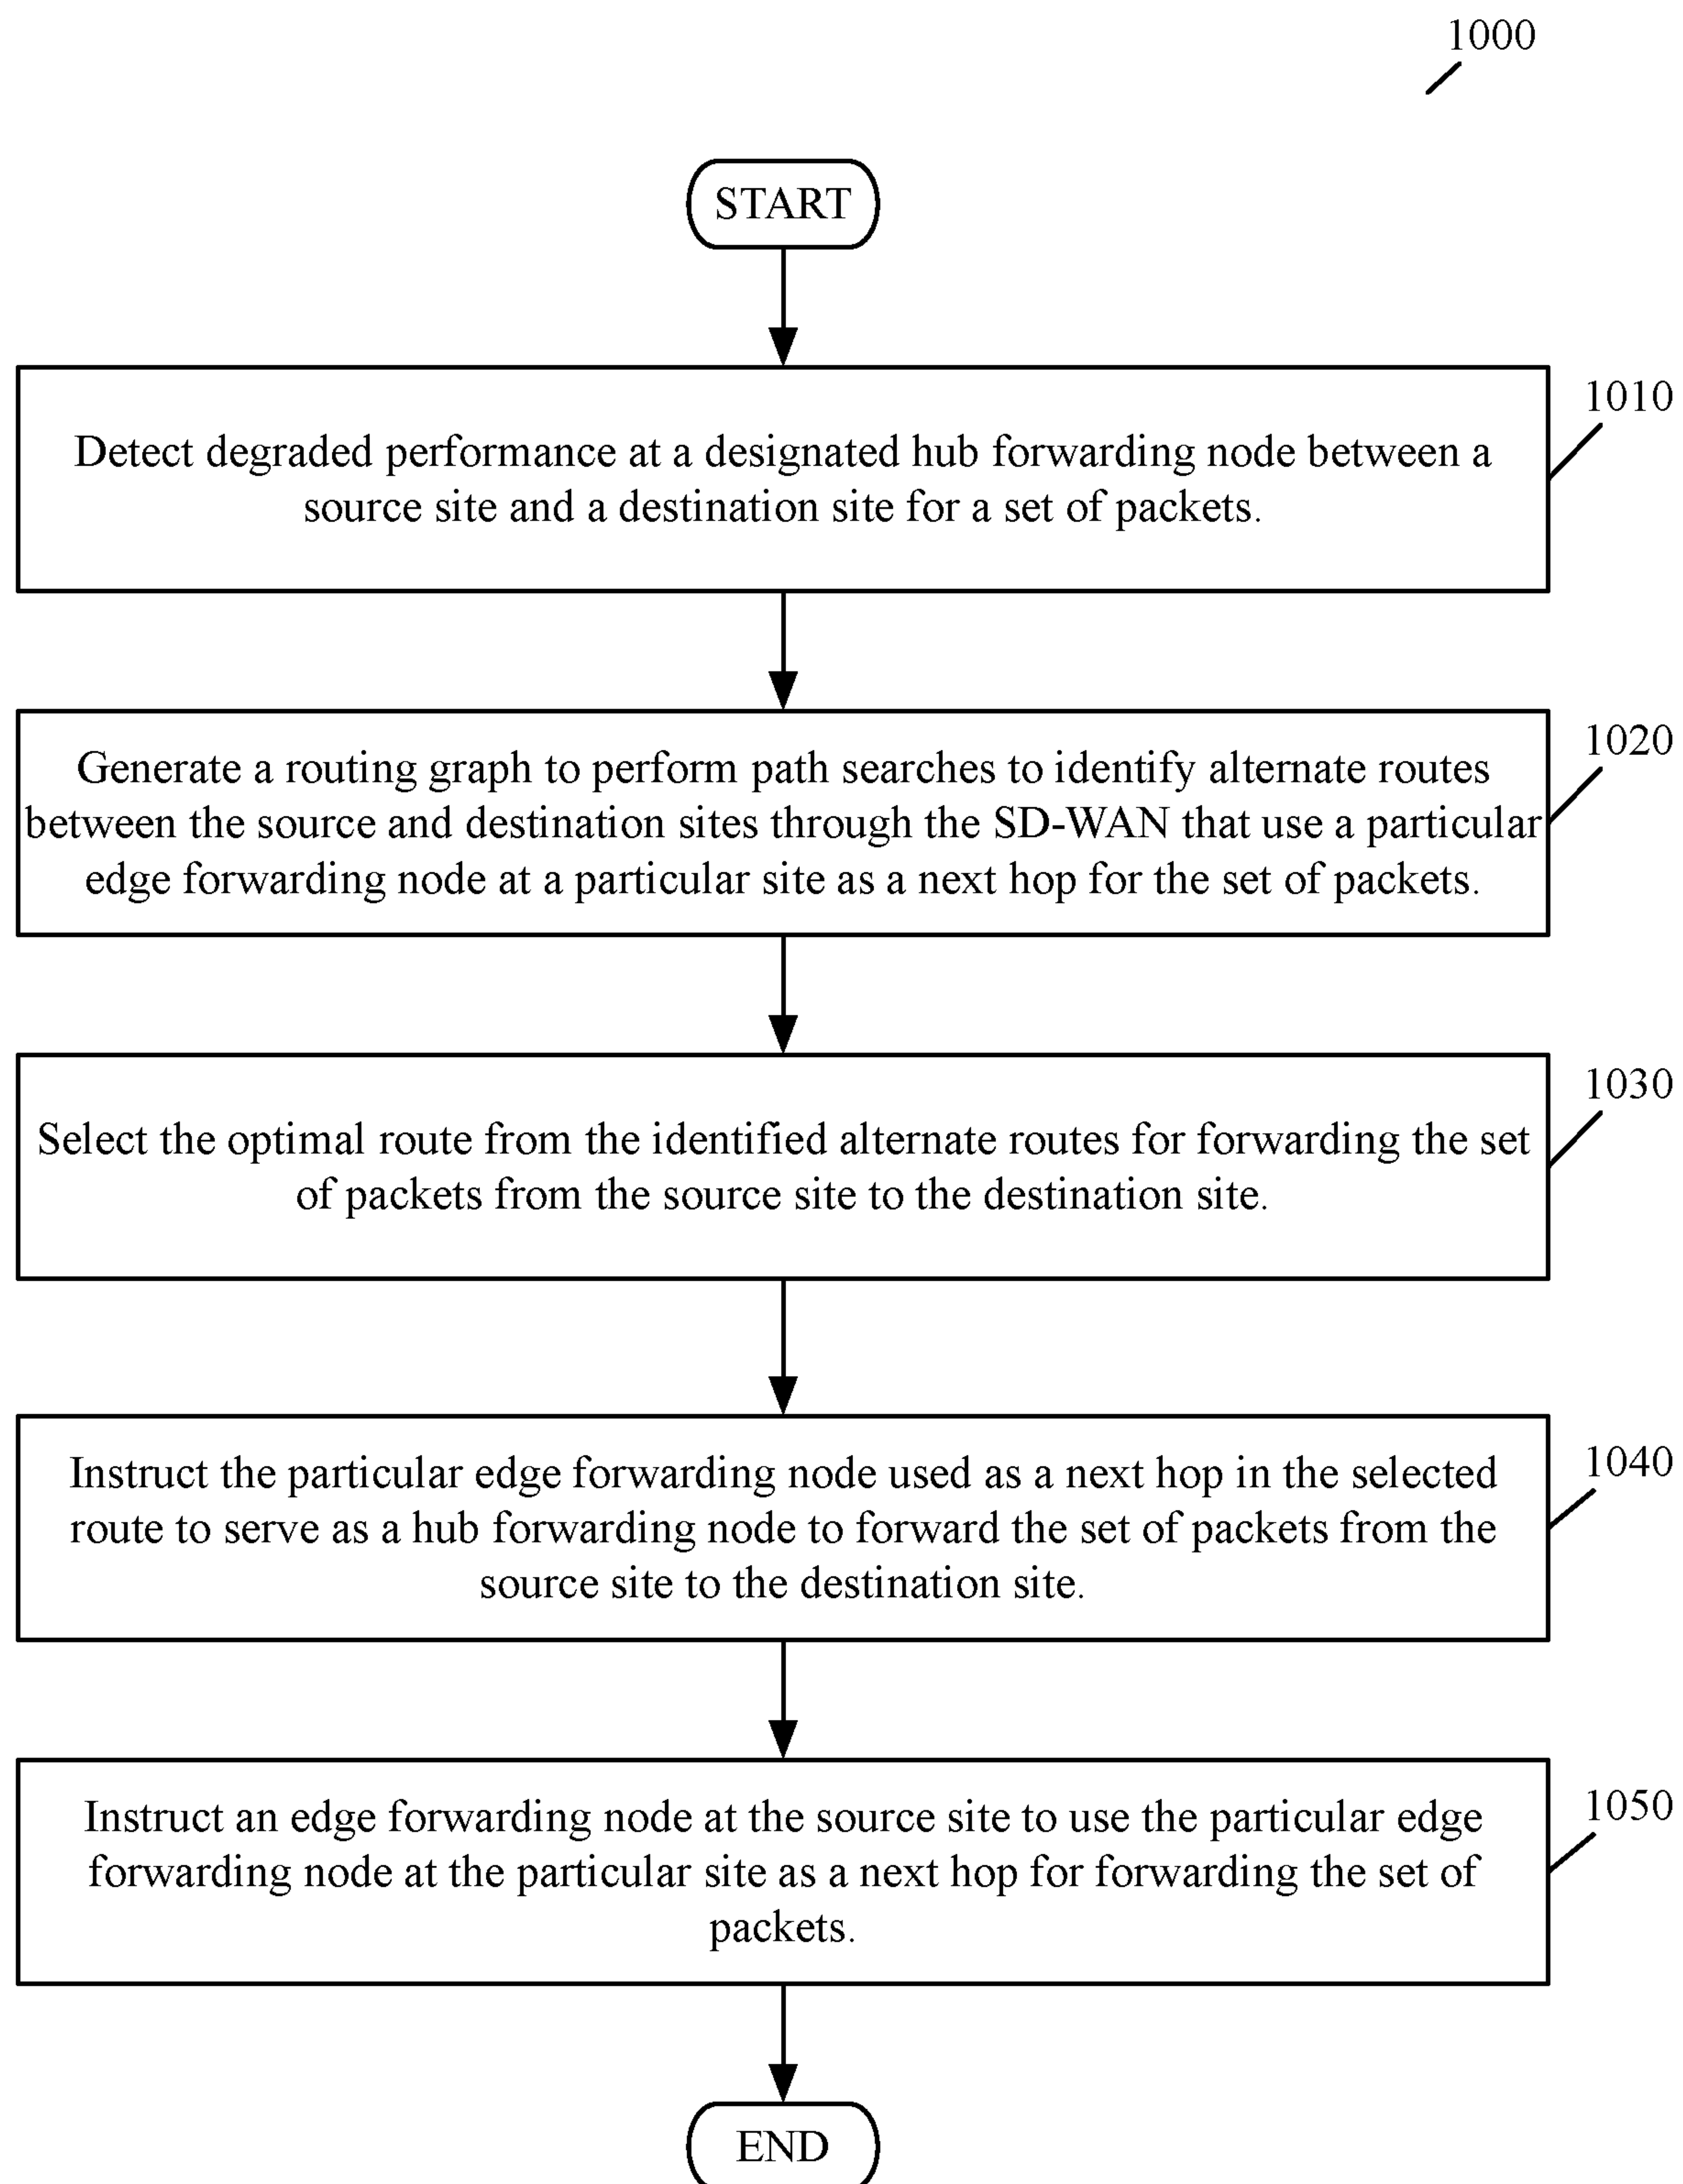 1000
START
1010
Detect degraded performance at a designated hub forwarding node between a
source site and a destination site for a set of packets.
1020
Generate a routing graph to perform path searches to identify alternate routes
between the source and destination sites through the SD-WAN that use a particular
edge forwarding node at a particular site as a next hop for the set of packets.
1030
Select the optimal route from the identified alternate routes for forwarding the set
of packets from the source site to the destination site.
1040
Instruct the particular edge forwarding node used as a next hop in the selected
route to serve as a hub forwarding node to forward the set of packets from the
source site to the destination site.
1050
Instruct an edge forwarding node at the source site to use the particular edge
forwarding node at the particular site as a next hop for forwarding the set of
packets.
END